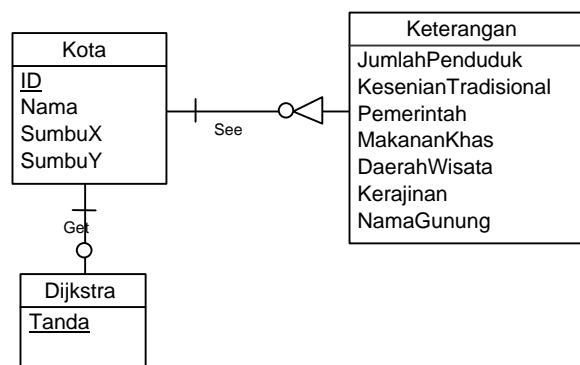 Kota
ID
Nama
SumbuX
SumbuY
See
Keterangan
JumlahPenduduk
KesenianTradisional
Pemerintah
MakananKhas
DaerahWisata
Kerajinan
NamaGunung
Get
Dijkstra
Tanda